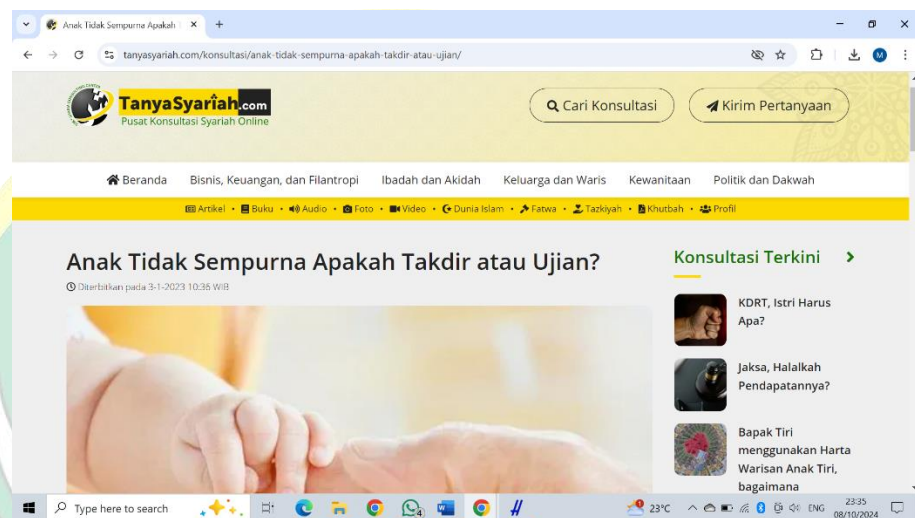 Anak Tidak Sempurna Apakah
tanyasyariah.com/konsultasi/anak-tidak-sempurna-apakah-takdir-atau-ujian/
M
TanyaSyariah.com
Pusat Konsultasi Syariah Online
Cari Konsultasi
Kirim Pertanyaan
Beranda Bisnis, Keuangan, dan Filantropi Ibadah dan Akidah Keluarga dan Waris Kewanitaan Politik dan Dakwah
Artikel • Buku • Audio • Foto • Video • Dunia Islam • Fatwa • Tazkiyah • Khutbah • Profil
Anak Tidak Sempurna Apakah Takdir atau Ujian?
Diterbitkan pada 3-1-2023 10:36 WIB
Konsultasi Terkini
KDRT, Istri Harus
Apa?
Jaksa, Halalkah
Pendapatannya?
Bapak Tiri
menggunakan Harta
Warisan Anak Tiri,
bagaimana
Type here to search
4
23°C
ENG
23:35
08/10/2024